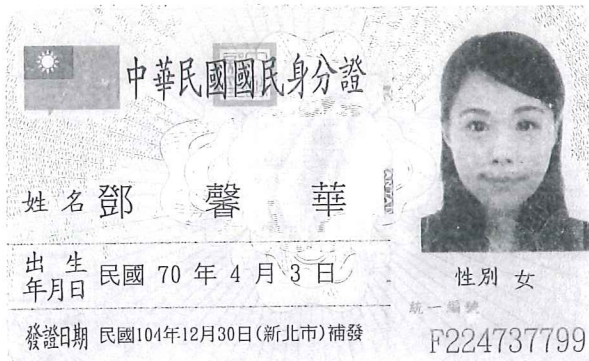 中華民國國民身分證
姓名 鄧馨華
出生年月日 民國 70 年 4 月 3 日
性別 女
統一編號
發證日期 民國104年12月30日(新北市)補發
F224737799